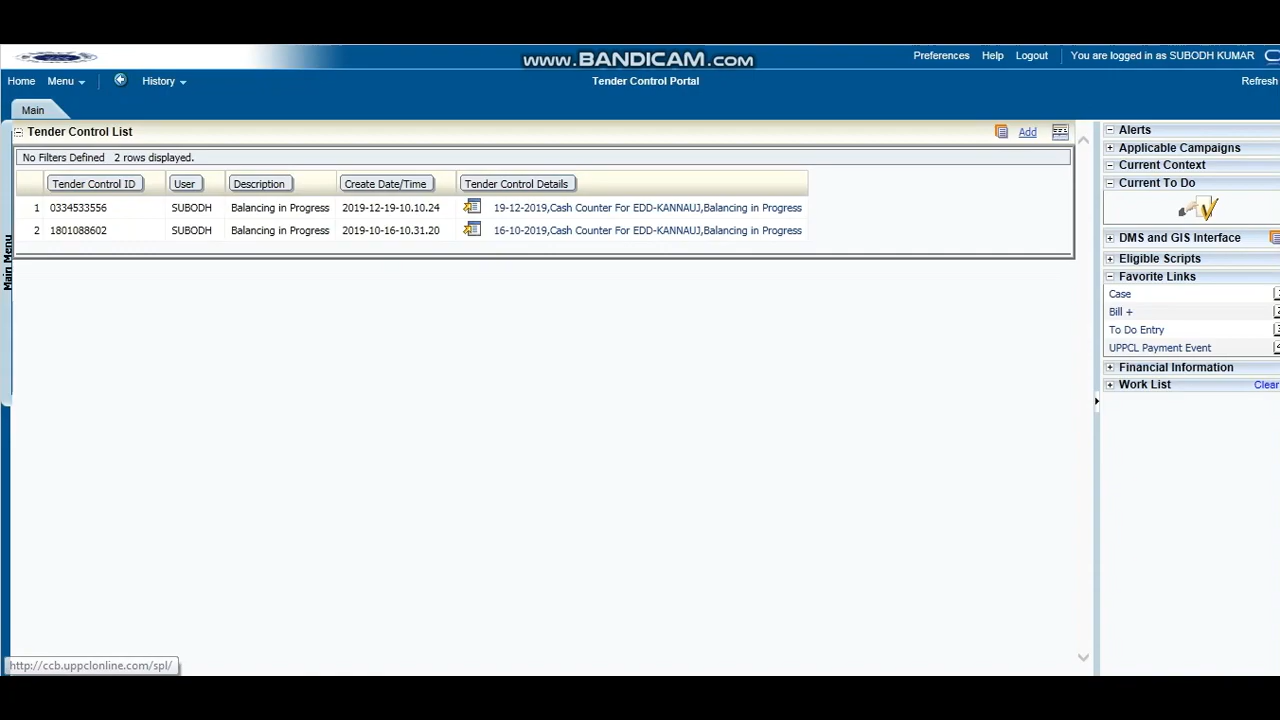 www.BANDICAM.com
Preferences Help Logout You are logged in as SUBODH KUMAR
Home Menu History Tender Control Portal Refresh
Main
Tender Control List Add
No Filters Defined 2 rows displayed.
Tender Control ID User Description Create Date/Time Tender Control Details
1 0334533556 SUBODH Balancing in Progress 2019-12-19-10.10.24 19-12-2019,Cash Counter For EDD-KANNAUJ,Balancing in Progress
2 1801088602 SUBODH Balancing in Progress 2019-10-16-10.31.20 16-10-2019,Cash Counter For EDD-KANNAUJ,Balancing in Progress
Main Menu
Alerts
Applicable Campaigns
Current Context
Current To Do
DMS and GIS Interface
Eligible Scripts
Favorite Links
Case
Bill +
To Do Entry
UPPCL Payment Event
Financial Information
Work List Clear
http://ccb.uppclonline.com/spl/